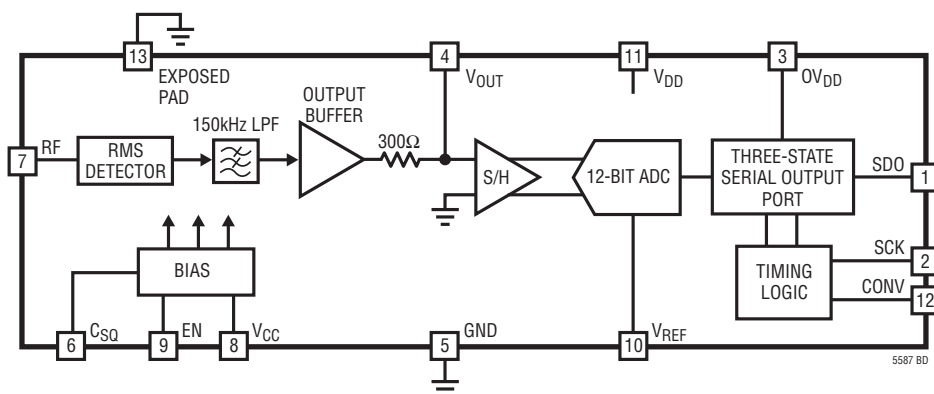 13
EXPOSED
PAD
4
VOUT
11
VDD
3
OVDD
7
RF
RMS
DETECTOR
150kHz LPF
OUTPUT
BUFFER
300Ω
S/H
12-BIT ADC
THREE-STATE
SERIAL OUTPUT
PORT
SDO
1
TIMING
LOGIC
SCK
2
CONV
12
BIAS
6
CSQ
9
EN
8
VCC
5
GND
10
VREF
5587 BD